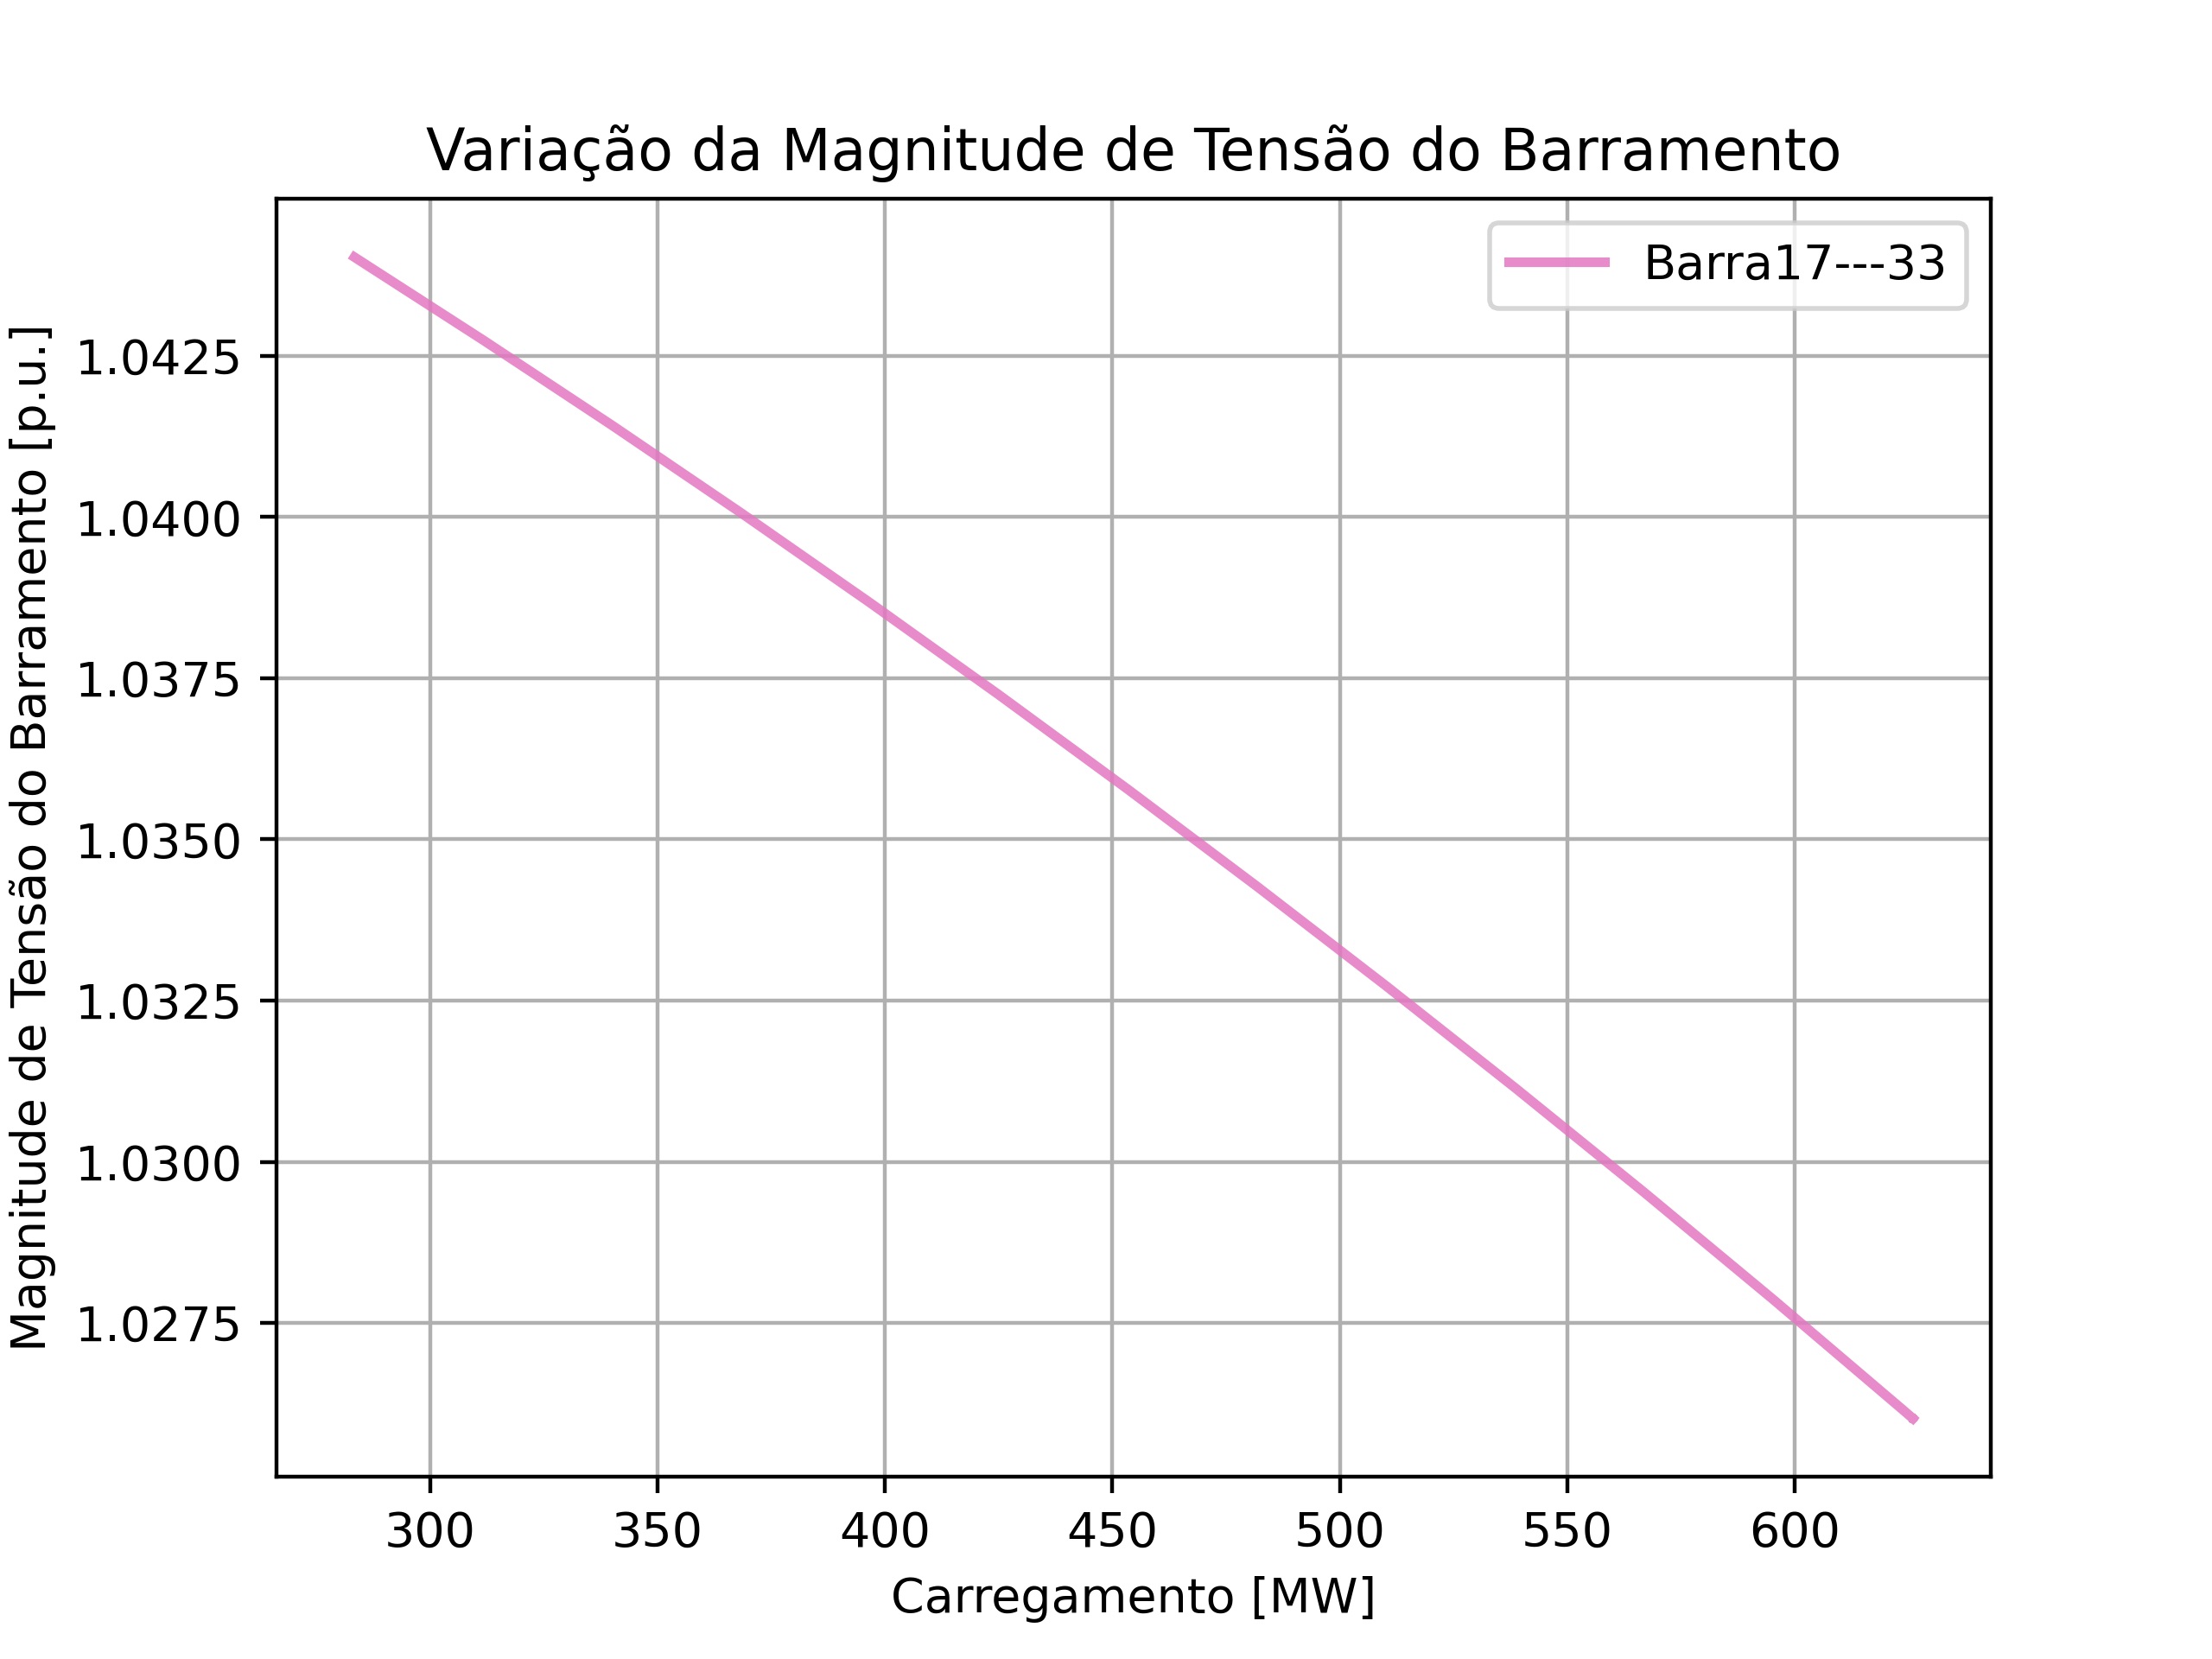 Variação da Magnitude de Tensão do Barramento
Barra17---33
Magnitude de Tensão do Barramento [p.u.]
1.0425
1.0400
1.0375
1.0350
1.0325
1.0300
1.0275
300 350 400 450 500 550 600
Carregamento [MW]